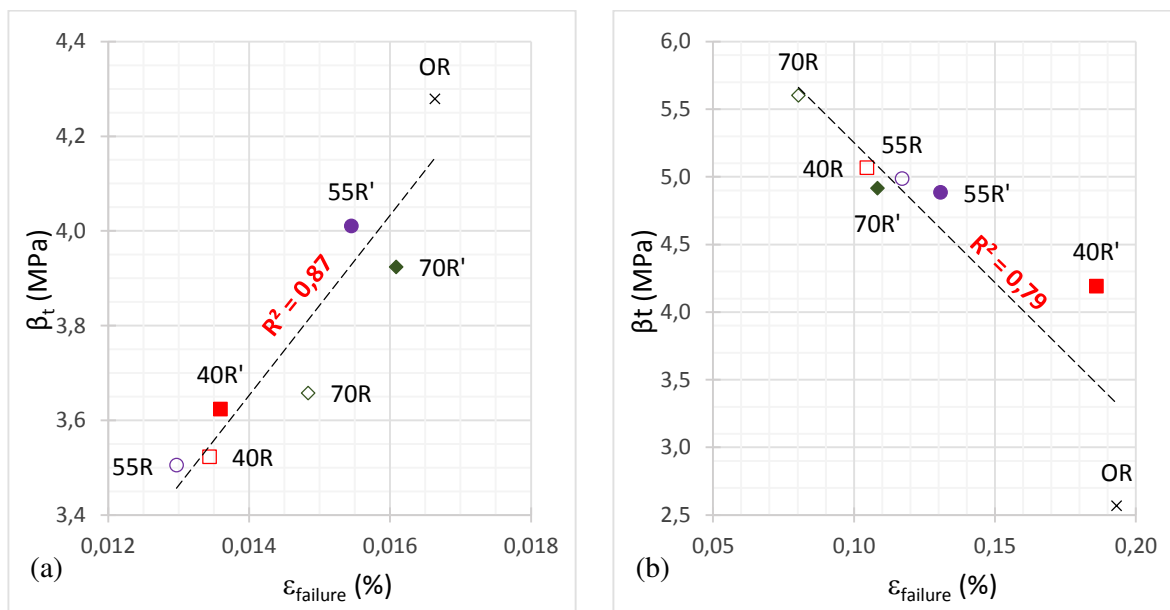 4,4
4,2
4,0
3,8
3,6
3,4
β_t (MPa)
OR
55R'
70R'
R² = 0,87
40R'
70R
55R
40R
0,012
0,014
0,016
0,018
(a)
ε_failure (%)
6,0
5,5
5,0
4,5
4,0
3,5
3,0
2,5
βt (MPa)
70R
55R
40R
70R'
55R'
40R'
R² = 0,79
OR
0,05
0,10
0,15
0,20
(b)
ε_failure (%)